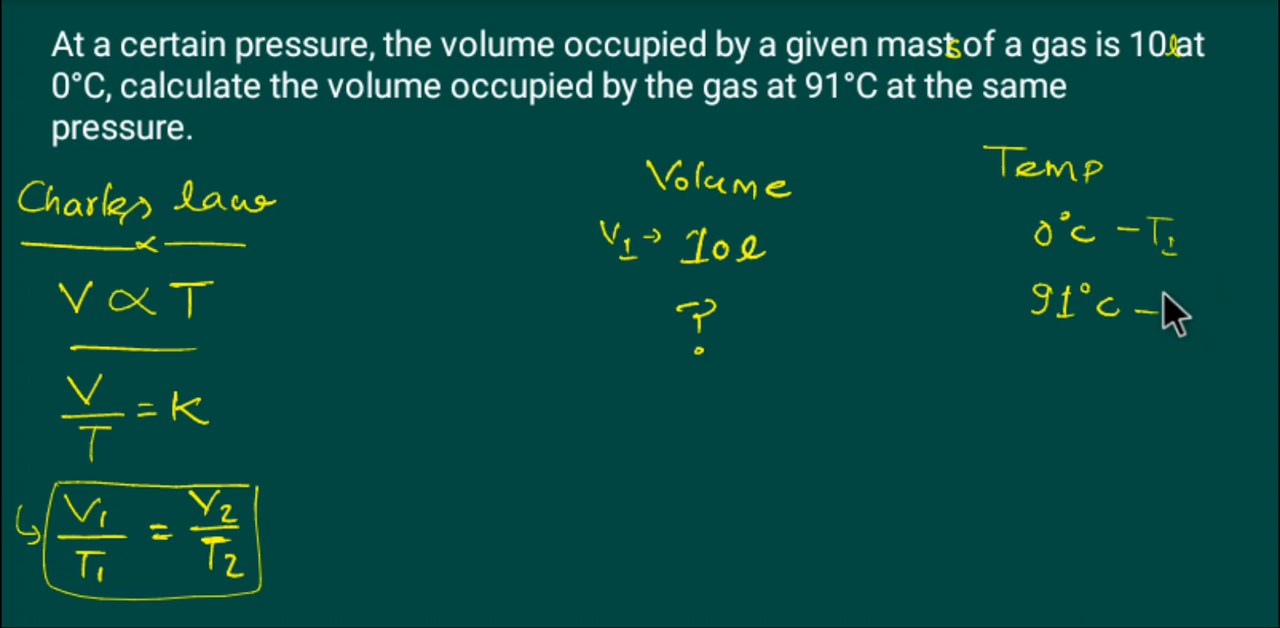 At a certain pressure, the volume occupied by a given mass of a gas is 10l at
0°C, calculate the volume occupied by the gas at 91°C at the same
pressure.
Charles law
V ∝ T
V/T = K
V₁/T₁ = V₂/T₂
Volume
V₁ → 10l
?
Temp
0°C - T₁
91°C -